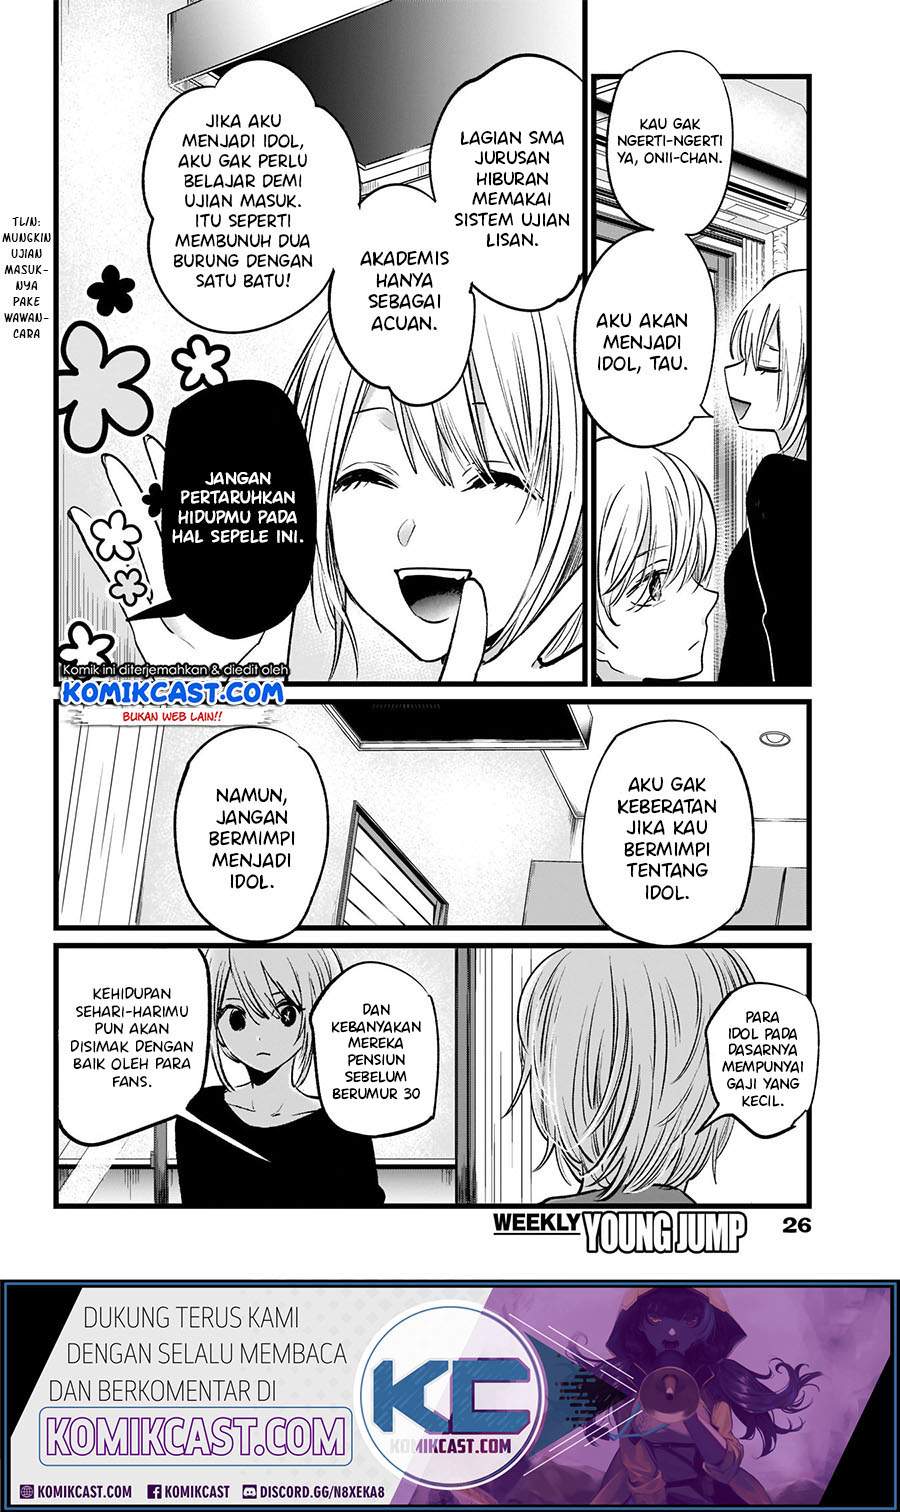 KAU GAK
NGERTI-NGERTI
YA, ONII-CHAN.
AKU AKAN
MENJADI
IDOL, TAU.
LAGIAN SMA
JURUSAN
HIBURAN
MEMAKAI
SISTEM UJIAN
LISAN.
AKADEMIS
HANYA
SEBAGAI
ACUAN.
JIKA AKU
MENJADI IDOL,
AKU GAK PERLU
BELAJAR DEMI
UJIAN MASUK.
ITU SEPERTI
MEMBUNUH DUA
BURUNG DENGAN
SATU BATU!
TL/N:
MUNGKIN
UJIAN
MASUK-
NYA
PAKE
WAWAN-
CARA
JANGAN
PERTARUHKAN
HIDUPMU PADA
HAL SEPELE INI.
Komik ini diterjemahkan & diedit oleh
KOMIKCAST.COM
BUKAN WEB LAIN!!
AKU GAK
KEBERATAN
JIKA KAU
BERMIMPI
TENTANG
IDOL.
NAMUN,
JANGAN
BERMIMPI
MENJADI
IDOL.
PARA
IDOL PADA
DASARNYA
MEMPUNYAI
GAJI YANG
KECIL.
DAN
KEBANYAKAN
MEREKA
PENSIUN
SEBELUM
BERUMUR 30
KEHIDUPAN
SEHARI-HARIMU
PUN AKAN
DISIMAK DENGAN
BAIK OLEH PARA
FANS.
WEEKLY YOUNG JUMP 26
DUKUNG TERUS KAMI
DENGAN SELALU MEMBACA
DAN BERKOMENTAR DI
KOMIKCAST.COM
KC
KOMIKCAST.COM
KOMIKCAST.COM KOMIKCAST DISCORD.GG/N8XEKA8